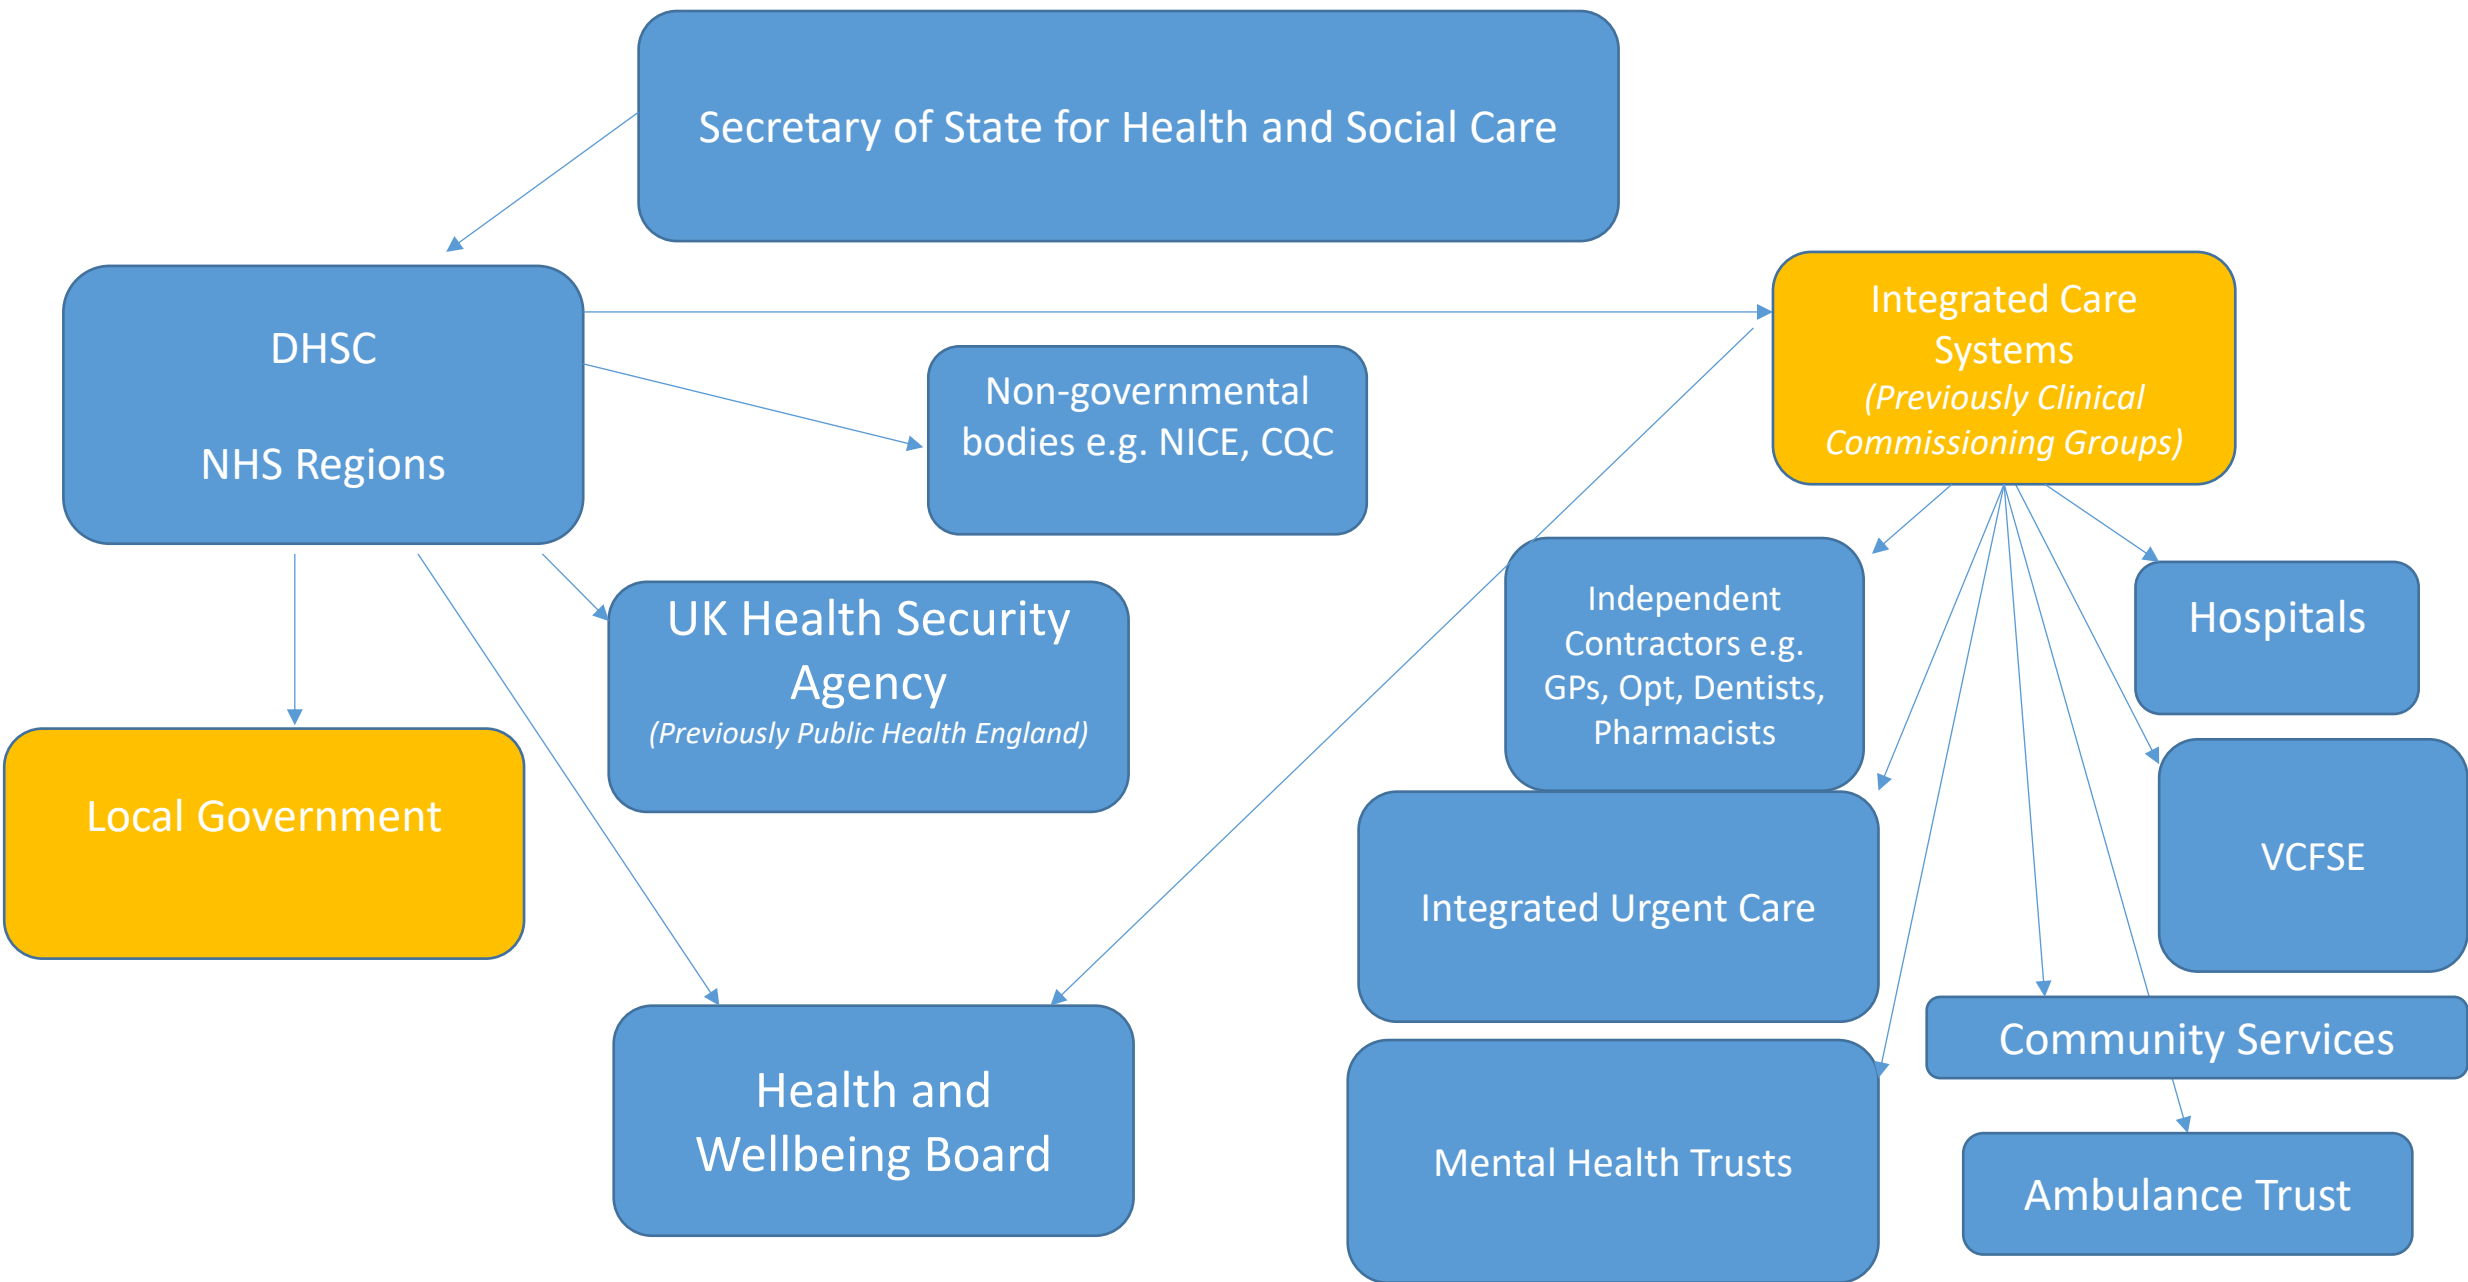 Secretary of State for Health and Social Care
DHSC
NHS Regions
Non-governmental
bodies e.g. NICE, CQC
Integrated Care
Systems
(Previously Clinical
Commissioning Groups)
UK Health Security
Agency
(Previously Public Health England)
Independent
Contractors e.g.
GPs, Opt, Dentists,
Pharmacists
Hospitals
Local Government
VCFSE
Integrated Urgent Care
Community Services
Health and
Wellbeing Board
Mental Health Trusts
Ambulance Trust